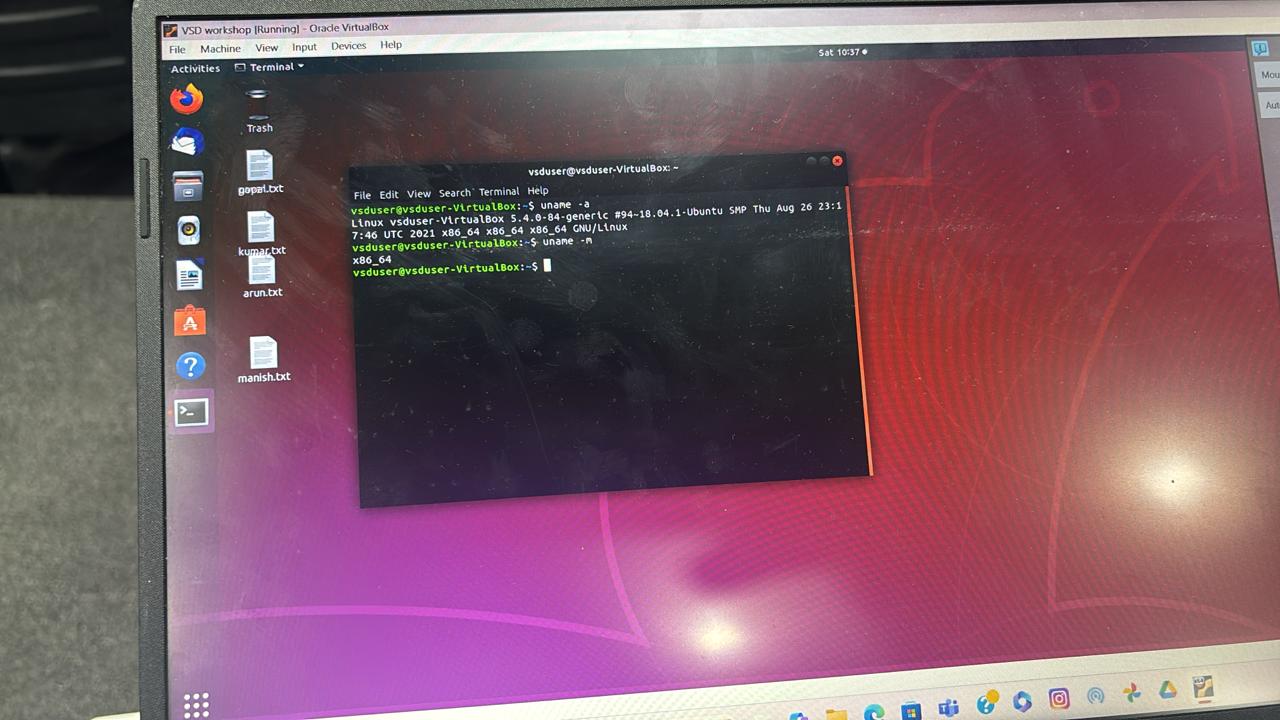 VSD workshop [Running] - Oracle VirtualBox
File Machine View Input Devices Help
Activities Terminal Sat 10:37
Trash
gopal.txt
kumar.txt
arun.txt
manish.txt
vsduser@vsduser-VirtualBox: ~
File Edit View Search Terminal Help
vsduser@vsduser-VirtualBox:~$ uname -a
Linux vsduser-VirtualBox 5.4.0-84-generic #94~18.04.1-Ubuntu SMP Thu Aug 26 23:1
7:46 UTC 2021 x86_64 x86_64 x86_64 GNU/Linux
vsduser@vsduser-VirtualBox:~$ uname -m
x86_64
vsduser@vsduser-VirtualBox:~$
Mou
Aut